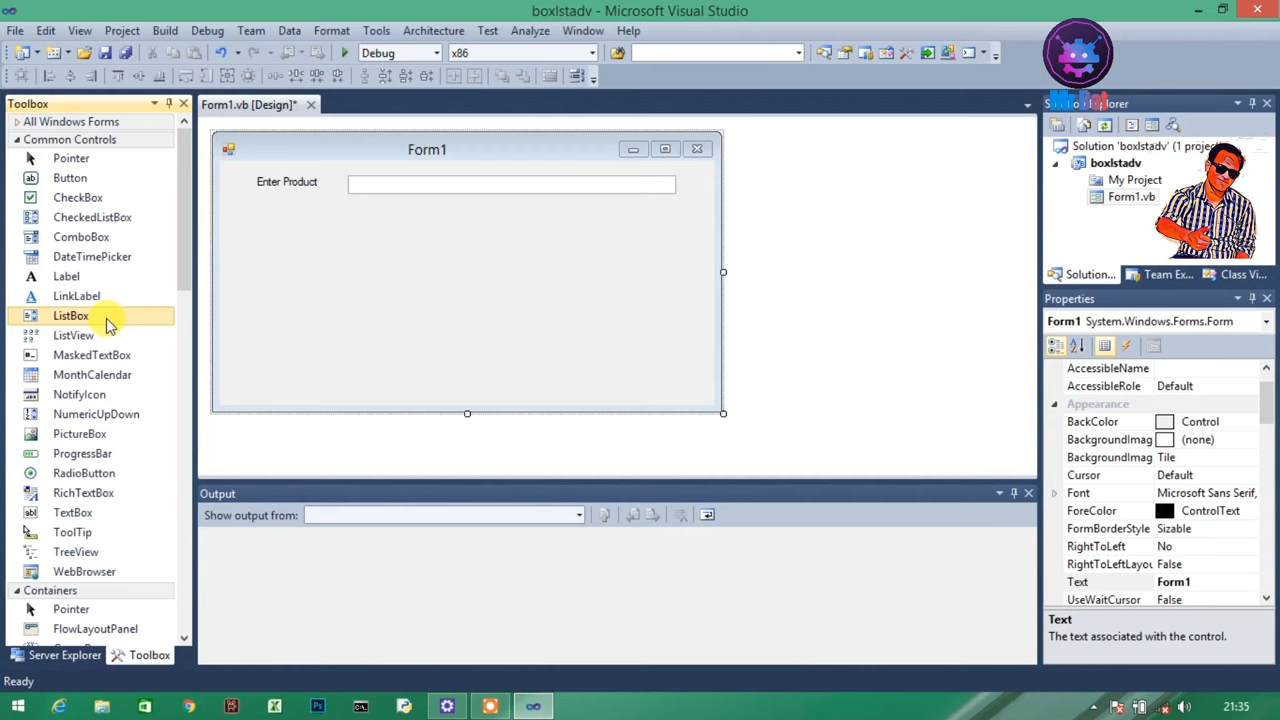 boxlstadv - Microsoft Visual Studio
File Edit View Project Build Debug Team Data Format Tools Architecture Test Analyze Window Help
Debug x86
Toolbox
All Windows Forms
Common Controls
Pointer
Button
CheckBox
CheckedListBox
ComboBox
DateTimePicker
Label
LinkLabel
ListBox
ListView
MaskedTextBox
MonthCalendar
NotifyIcon
NumericUpDown
PictureBox
ProgressBar
RadioButton
RichTextBox
TextBox
ToolTip
TreeView
WebBrowser
Containers
Pointer
FlowLayoutPanel
Server Explorer Toolbox
Form1.vb [Design]*
Form1
Enter Product
Output
Show output from:
Explorer
Solution 'boxlstadv' (1 project)
boxlstadv
My Project
Form1.vb
Solution... Team Ex... Class Vi...
Properties
Form1 System.Windows.Forms.Form
AccessibleName
AccessibleRole Default
Appearance
BackColor Control
BackgroundImag (none)
BackgroundImag Tile
Cursor Default
Font Microsoft Sans Serif,
ForeColor ControlText
FormBorderStyle Sizable
RightToLeft No
RightToLeftLayou False
Text Form1
UseWaitCursor False
Text
The text associated with the control.
Ready
21:35